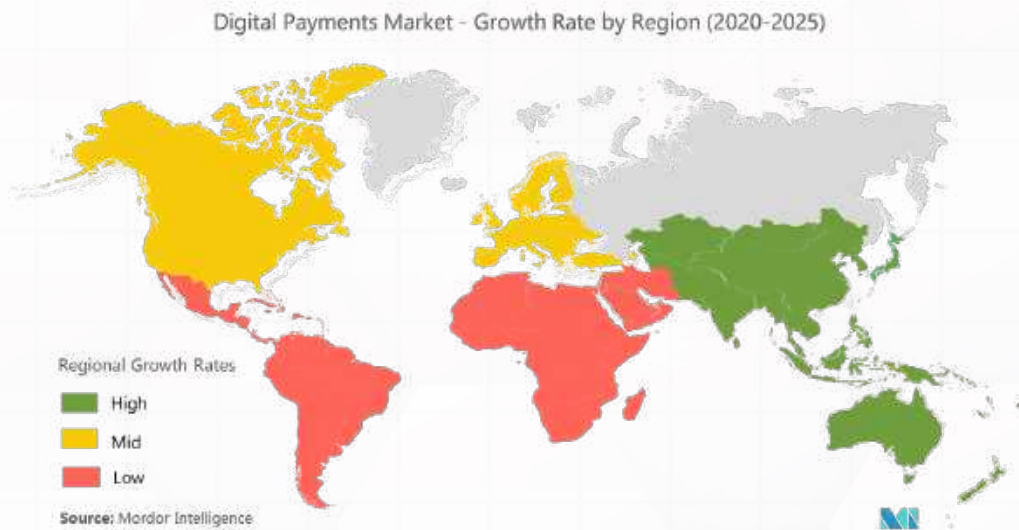 Digital Payments Market - Growth Rate by Region (2020-2025)
Regional Growth Rates
High
Mid
Low
Source: Mordor Intelligence